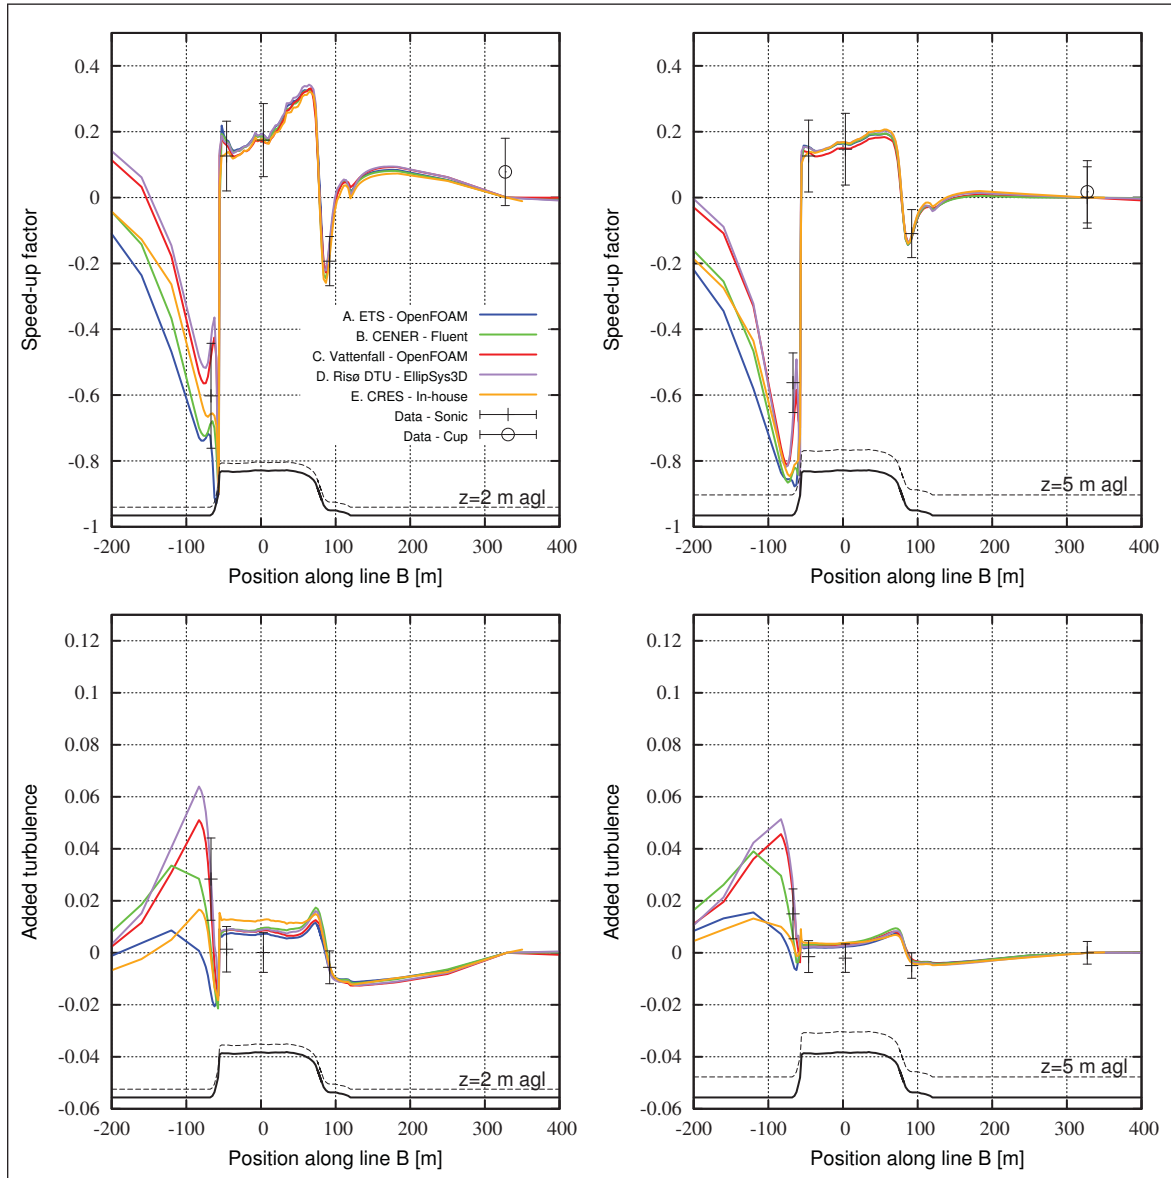 0.4
0.2
0
-0.2
-0.4
-0.6
-0.8
-1
Speed-up factor
A. ETS - OpenFOAM
B. CENER - Fluent
C. Vattenfall - OpenFOAM
D. Risø DTU - EllipSys3D
E. CRES - In-house
Data - Sonic
Data - Cup
z=2 m agl
-200 -100 0 100 200 300 400
Position along line B [m]
0.4
0.2
0
-0.2
-0.4
-0.6
-0.8
-1
Speed-up factor
z=5 m agl
-200 -100 0 100 200 300 400
Position along line B [m]
0.12
0.1
0.08
0.06
0.04
0.02
0
-0.02
-0.04
-0.06
Added turbulence
z=2 m agl
-200 -100 0 100 200 300 400
Position along line B [m]
0.12
0.1
0.08
0.06
0.04
0.02
0
-0.02
-0.04
-0.06
Added turbulence
z=5 m agl
-200 -100 0 100 200 300 400
Position along line B [m]